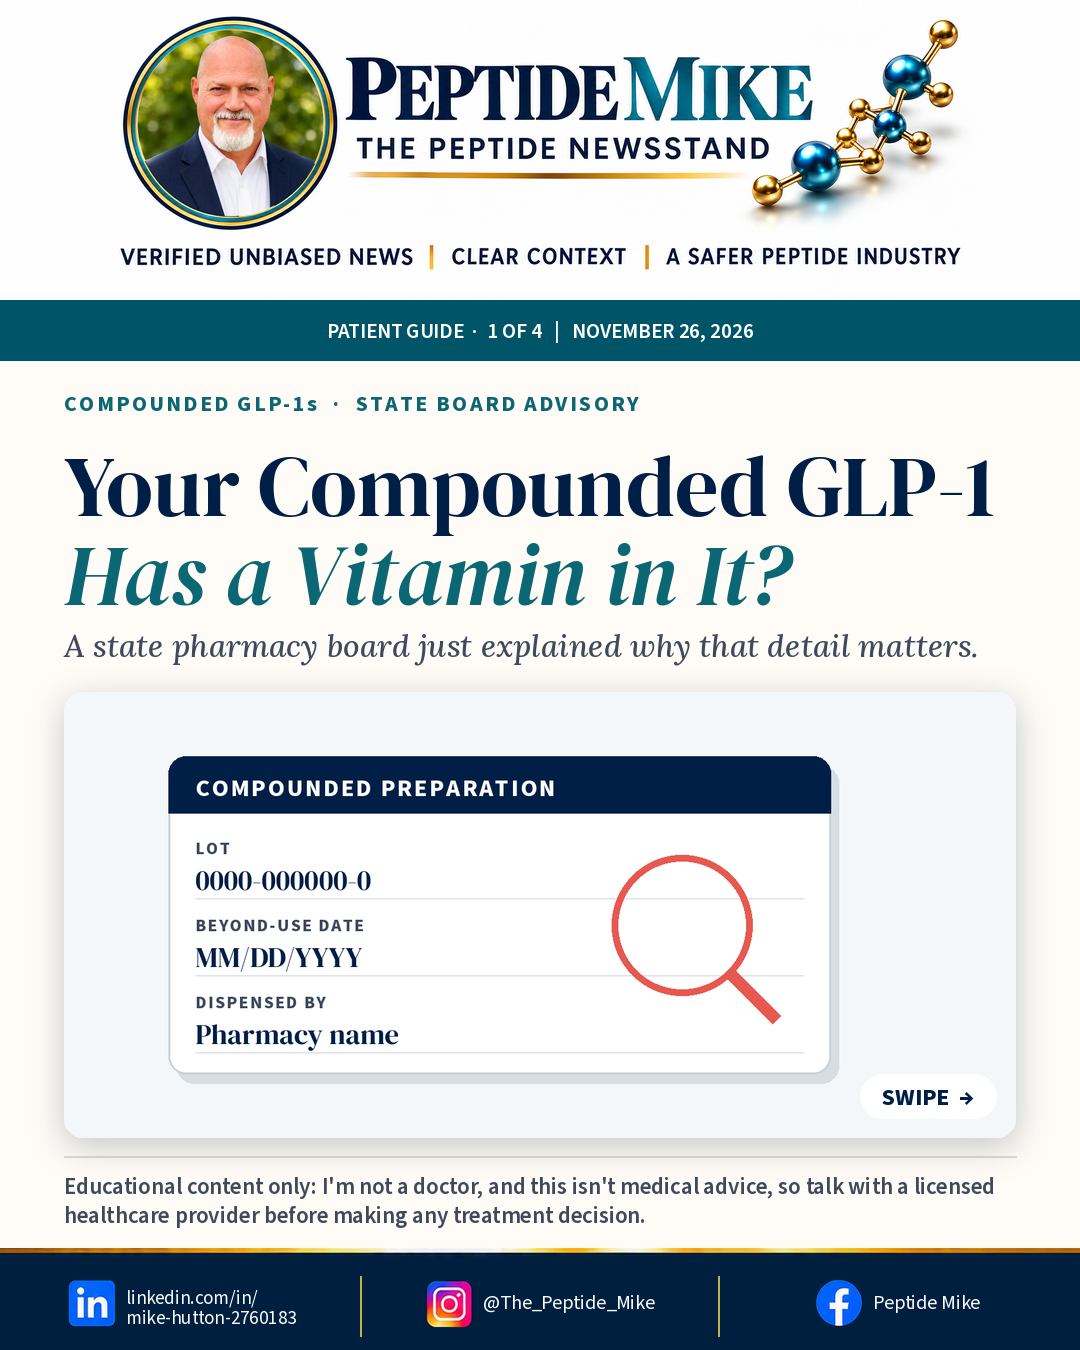 PEPTIDEMIKE
THE PEPTIDE NEWSSTAND
VERIFIED UNBIASED NEWS | CLEAR CONTEXT | A SAFER PEPTIDE INDUSTRY
PATIENT GUIDE · 1 OF 4 | NOVEMBER 26, 2026
COMPOUNDED GLP-1s · STATE BOARD ADVISORY
Your Compounded GLP-1
Has a Vitamin in It?
A state pharmacy board just explained why that detail matters.
COMPOUNDED PREPARATION
LOT
0000-000000-0
BEYOND-USE DATE
MM/DD/YYYY
DISPENSED BY
Pharmacy name
SWIPE →
Educational content only: I'm not a doctor, and this isn't medical advice, so talk with a licensed
healthcare provider before making any treatment decision.
linkedin.com/in/
mike-hutton-2760183
@The_Peptide_Mike
Peptide Mike